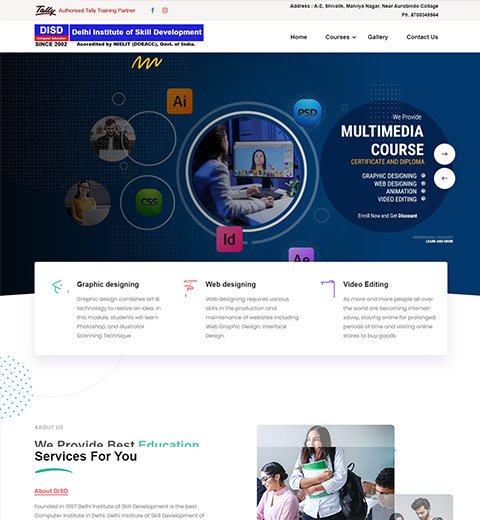 Tally Authorised Tally Training Partner
Address : A-2, Shivalik, Malviya Nagar, Near Aurobindo Collage
Ph. 8700349564
DISD
Computer Education
Delhi Institute of Skill Development
SINCE 2002 Accredited by NIELIT (DOEACC), Govt. of India.
Home Courses Gallery Contact Us
Ai
PSD
CSS
Id
Ae
We Provide
MULTIMEDIA
COURSE
CERTIFICATE AND DIPLOMA
GRAPHIC DESIGNING
WEB DESIGNING
ANIMATION
VIDEO EDITING
Enroll Now and Get Discount
LEARN AND GROW
Graphic designing
Graphic design combines art &
technology to realize an idea. In
this module, students will learn
Photoshop, and Illustrator
Scanning Technique
Web designing
Web designing requires various
skills in the production and
maintenance of websites including
Web Graphic Design; Interface
Design,
Video Editing
As more and more people all over
the world are becoming internet-
savvy, staying online for prolonged
periods of time and visiting online
stores to buy goods.
ABOUT US
We Provide Best Education
Services For You
About DISD
Founded in 1997 Delhi Institute of Skill Development is the best
Computer Institute in Delhi. Delhi Institute of Skill Development of